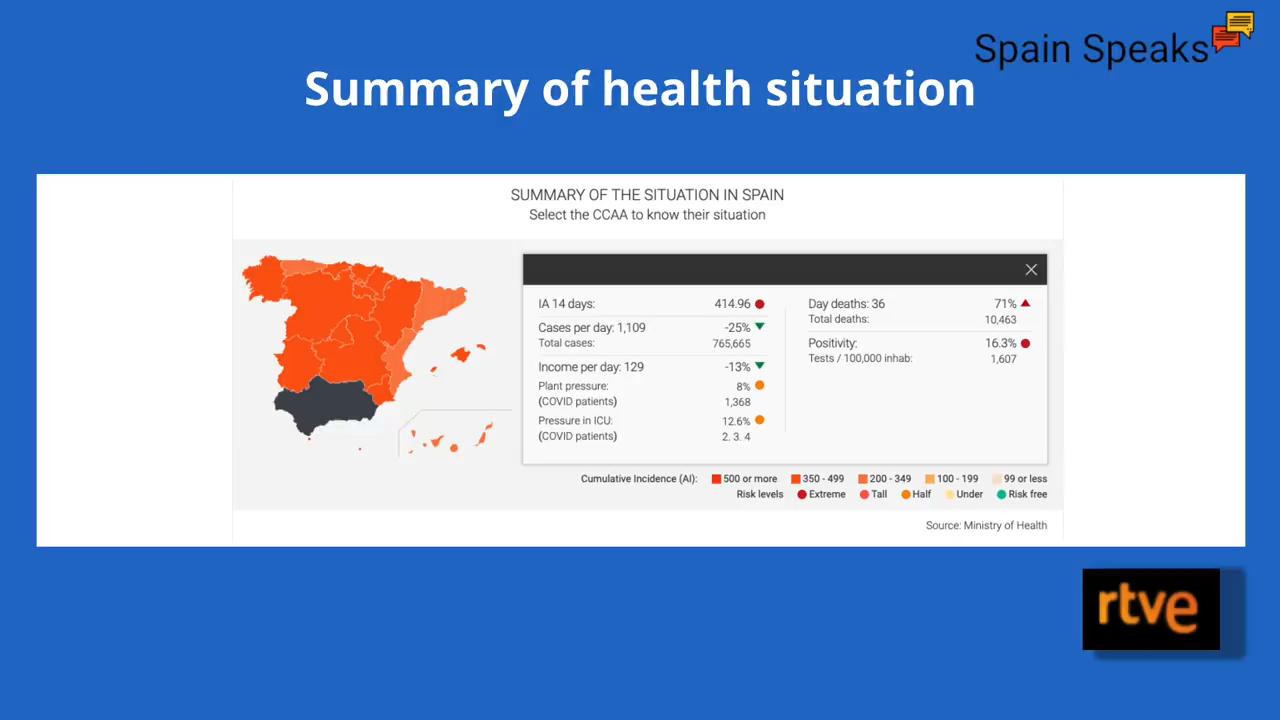 Spain Speaks
Summary of health situation
SUMMARY OF THE SITUATION IN SPAIN
Select the CCAA to know their situation
IA 14 days: 414.96
Cases per day: 1,109 -25%
Total cases: 765,665
Income per day: 129 -13%
Plant pressure: 8%
(COVID patients) 1,368
Pressure in ICU: 12.6%
(COVID patients) 2. 3. 4
Day deaths: 36 71%
Total deaths: 10,463
Positivity: 16.3%
Tests / 100,000 inhab: 1,607
Cumulative Incidence (AI): 500 or more 350 - 499 200 - 349 100 - 199 99 or less
Risk levels Extreme Tall Half Under Risk free
Source: Ministry of Health
rtve